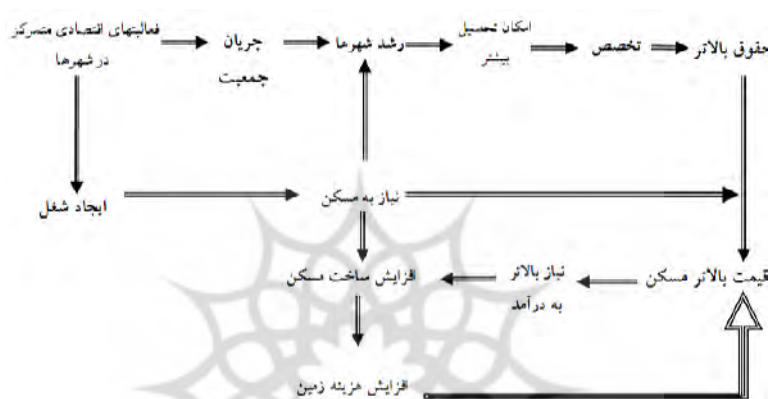 فعالیتهای اقتصادی متمرکز
در شهرها
جریان
جمعیت
رشد شهرها
امکان تحصیل
بیشتر
تخصص
حقوق بالاتر
ایجاد شغل
نیاز به مسکن
افزایش ساخت مسکن
نیاز بالاتر
به درآمد
قیمت بالاتر مسکن
افزایش هزینه زمین